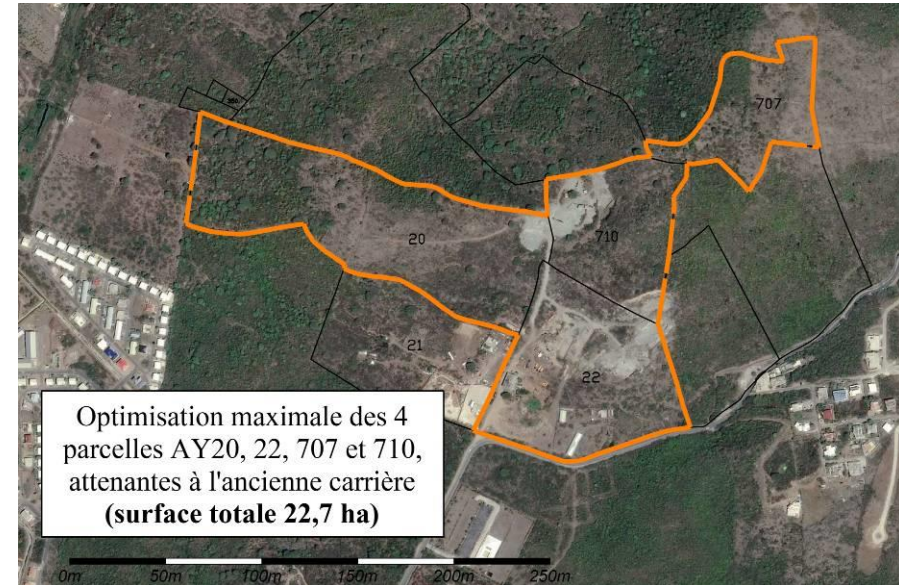 707
710
20
21
22
Optimisation maximale des 4
parcelles AY20, 22, 707 et 710,
attenantes à l'ancienne carrière
(surface totale 22,7 ha)
0m 50m 100m 150m 200m 250m